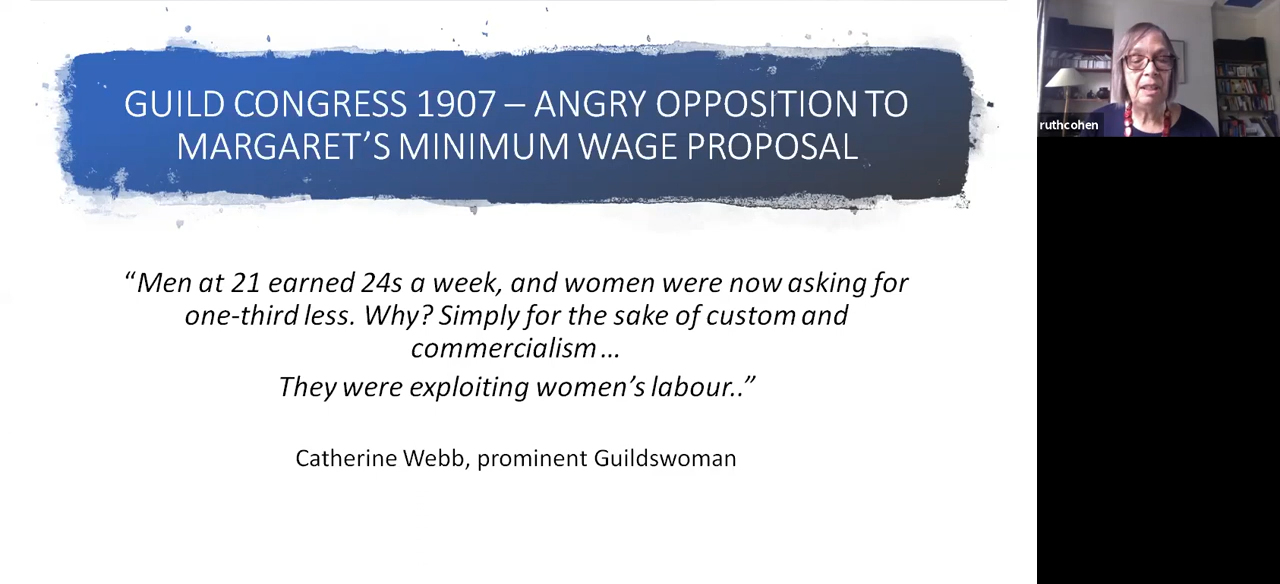 GUILD CONGRESS 1907 – ANGRY OPPOSITION TO
MARGARET’S MINIMUM WAGE PROPOSAL
“Men at 21 earned 24s a week, and women were now asking for
one-third less. Why? Simply for the sake of custom and
commercialism…
They were exploiting women’s labour..”
Catherine Webb, prominent Guildswoman
ruthcohen